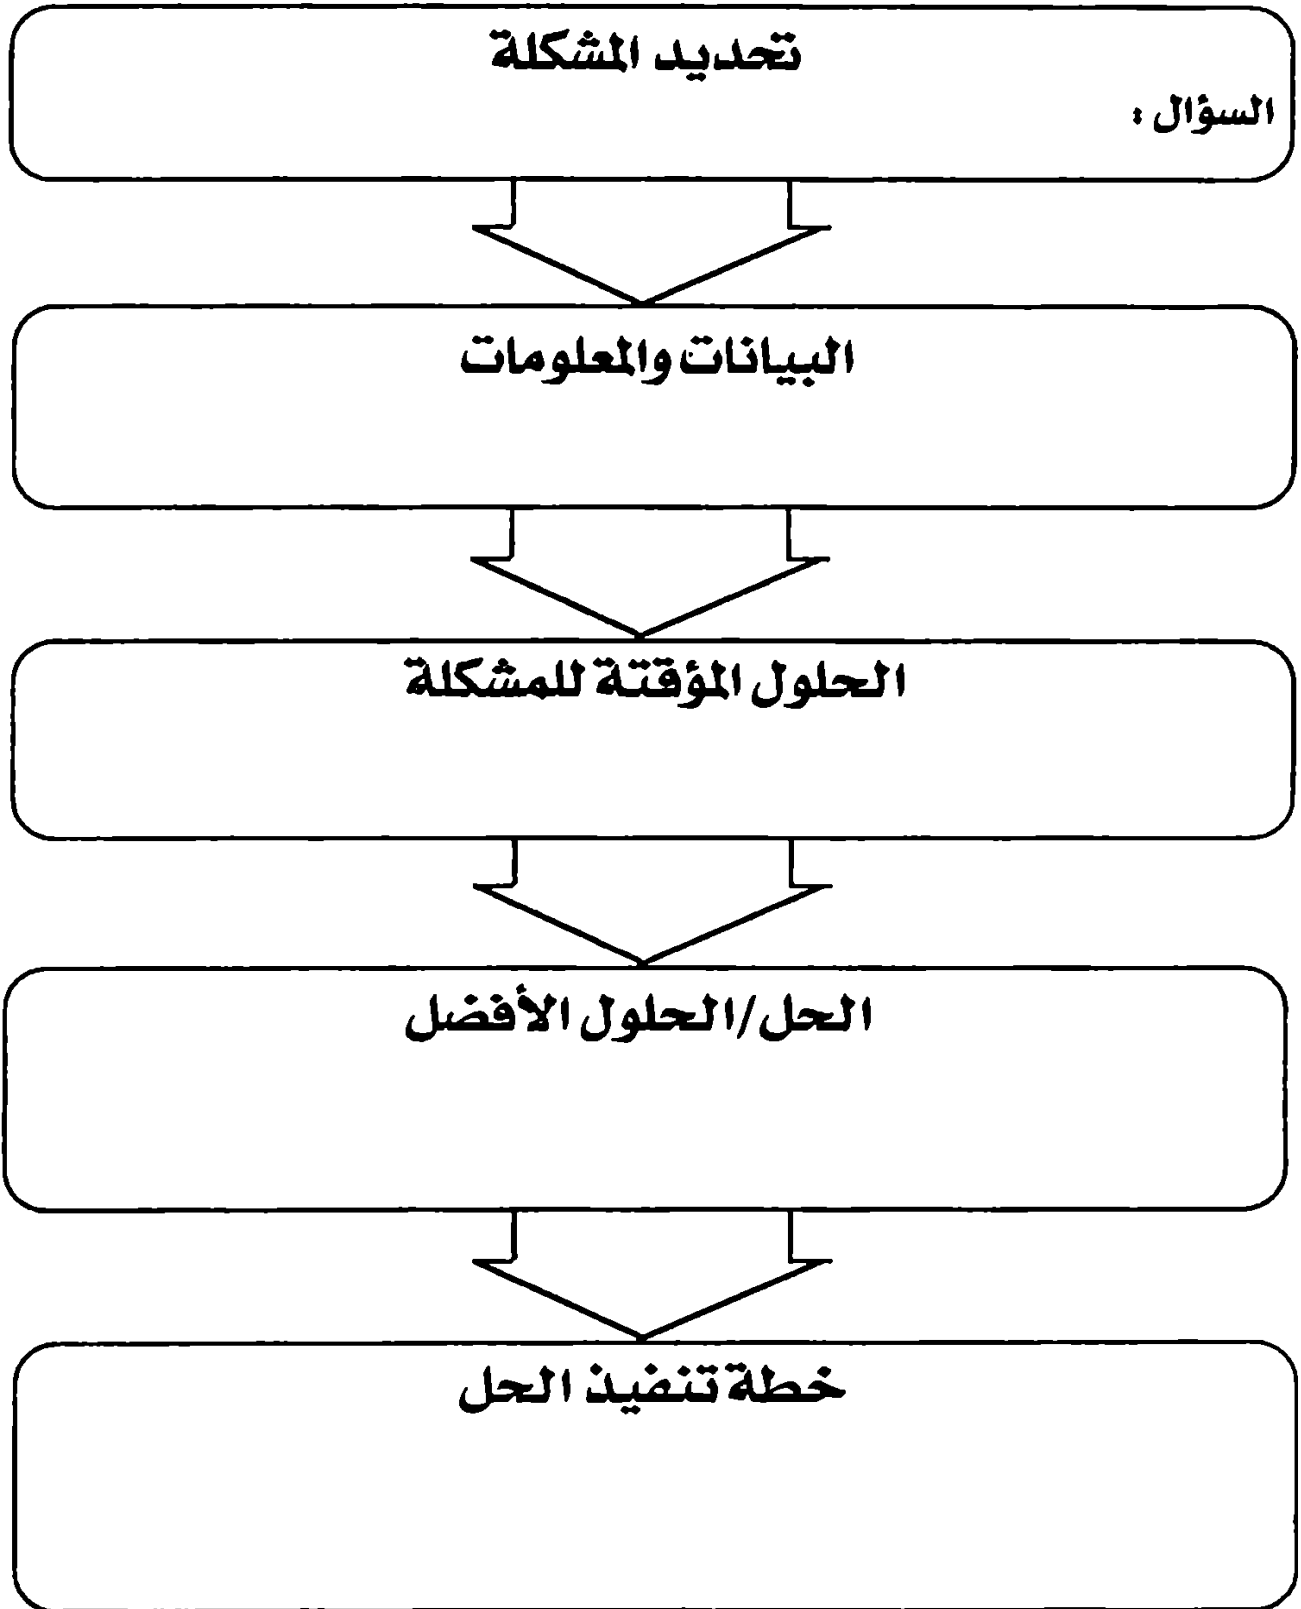 تحديد المشكلة
السؤال :
البيانات والمعلومات
الحلول المؤقتة للمشكلة
الحل/الحلول الأفضل
خطة تنفيذ الحل